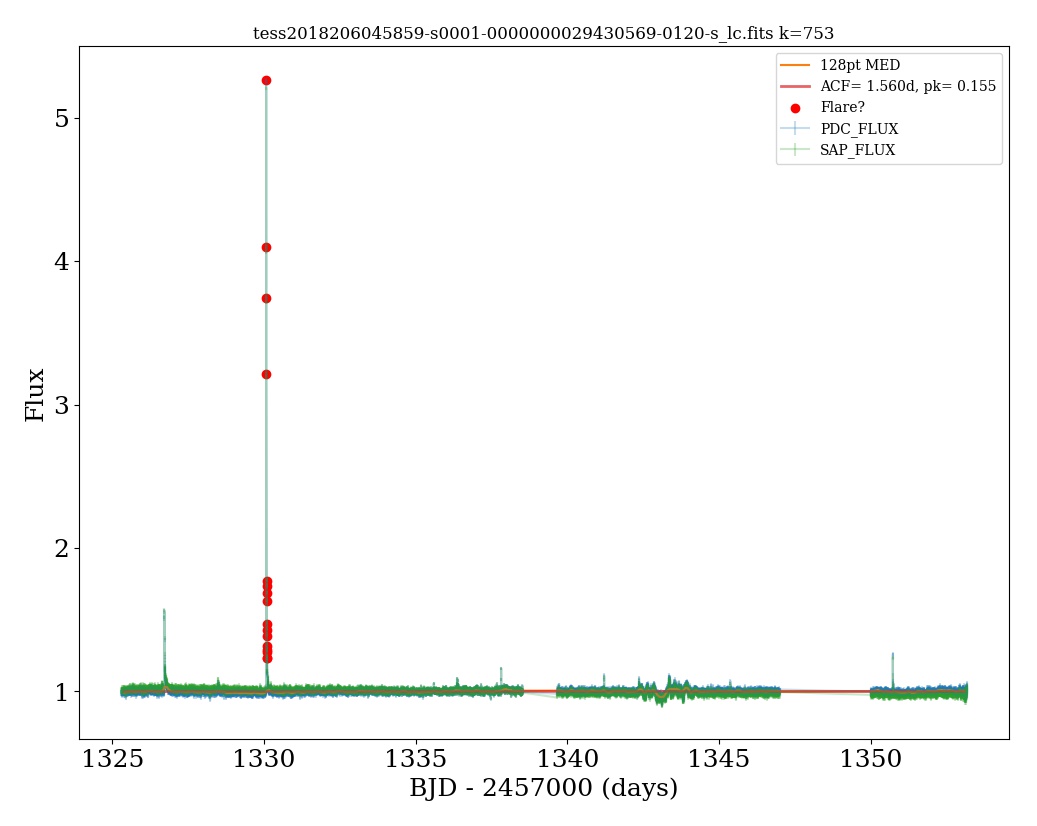 tess2018206045859-s0001-0000000029430569-0120-s_lc.fits k=753
128pt MED
ACF= 1.560d, pk= 0.155
Flare?
PDC_FLUX
SAP_FLUX
5
4
3
2
1
Flux
1325
1330
1335
1340
1345
1350
BJD - 2457000 (days)